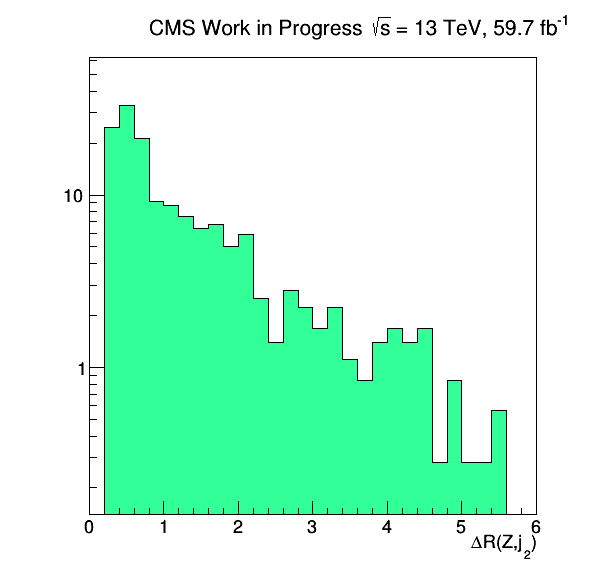 CMS Work in Progress √s = 13 TeV, 59.7 fb⁻¹
10
1
0 1 2 3 4 5 6
ΔR(Z,j₂)